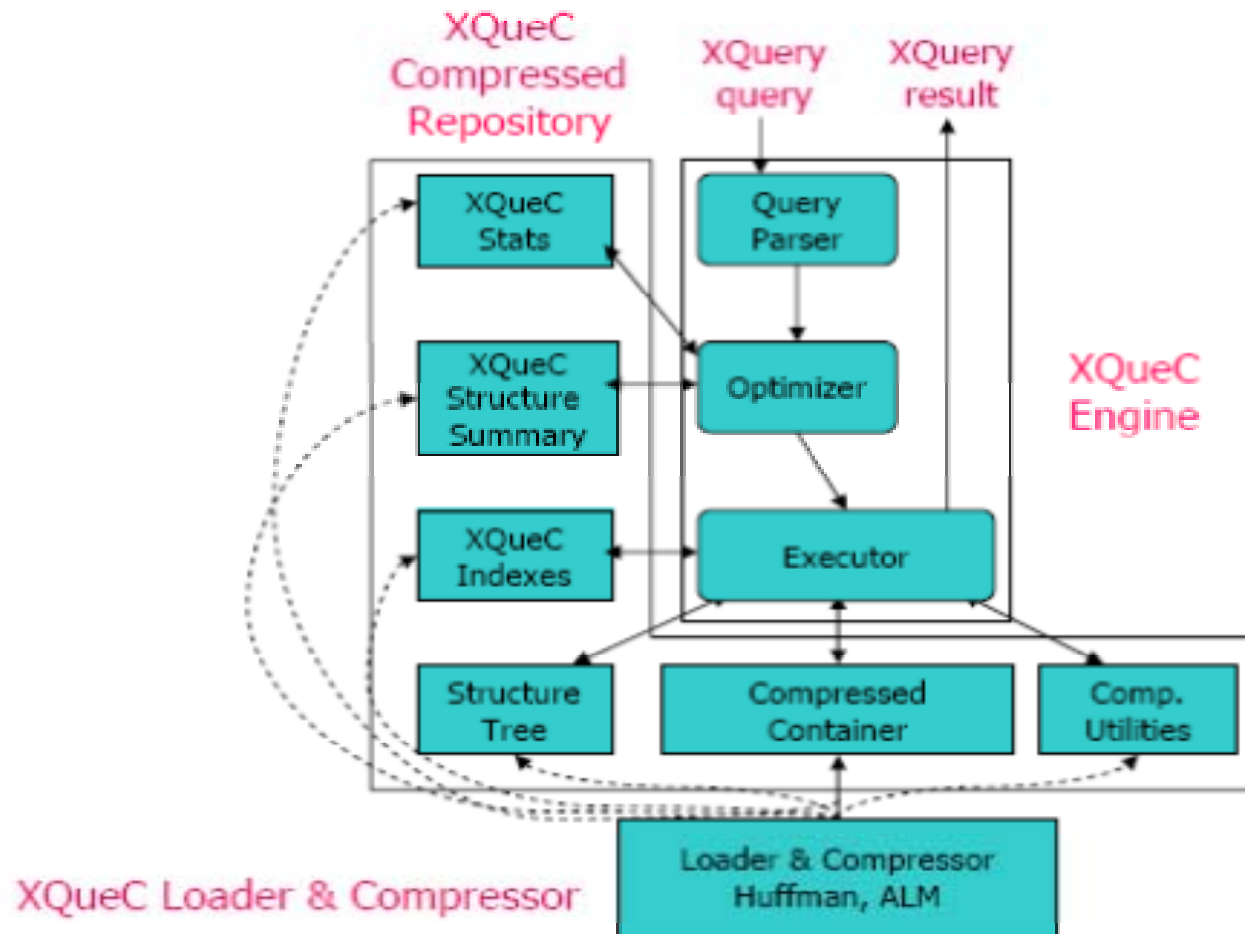 XQueC
Compressed
Repository
XQuery
query
XQuery
result
XQueC
Stats
Query
Parser
XQueC
Structure
Summary
Optimizer
XQueC
Engine
XQueC
Indexes
Executor
Structure
Tree
Compressed
Container
Comp.
Utilities
Loader & Compressor
Huffman, ALM
XQueC Loader & Compressor